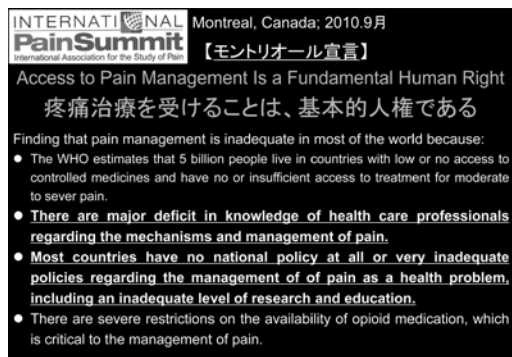 INTERNATIONAL
PainSummit
International Association for the Study of Pain
Montreal, Canada; 2010.9月
【モントリオール宣言】
Access to Pain Management Is a Fundamental Human Right
疼痛治療を受けることは、基本的人権である
Finding that pain management is inadequate in most of the world because:
● The WHO estimates that 5 billion people live in countries with low or no access to
controlled medicines and have no or insufficient access to treatment for moderate
to sever pain.
● There are major deficit in knowledge of health care professionals
regarding the mechanisms and management of pain.
● Most countries have no national policy at all or very inadequate
policies regarding the management of of pain as a health problem,
including an inadequate level of research and education.
● There are severe restrictions on the availability of opioid medication, which
is critical to the management of pain.